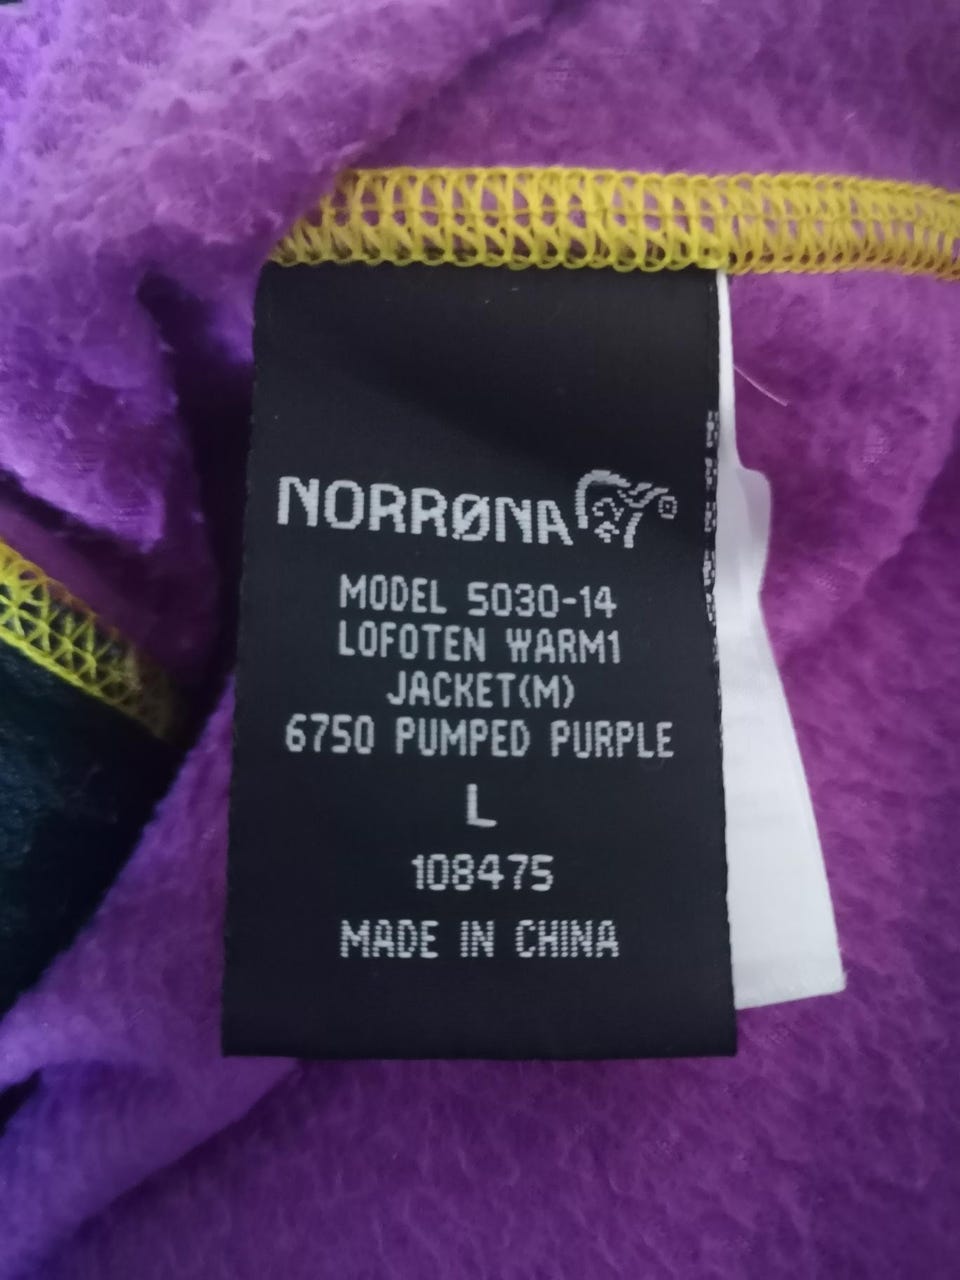 NORRØNA
MODEL 5030-14
LOFOTEN WARM1
JACKET(M)
6750 PUMPED PURPLE
L
108475
MADE IN CHINA